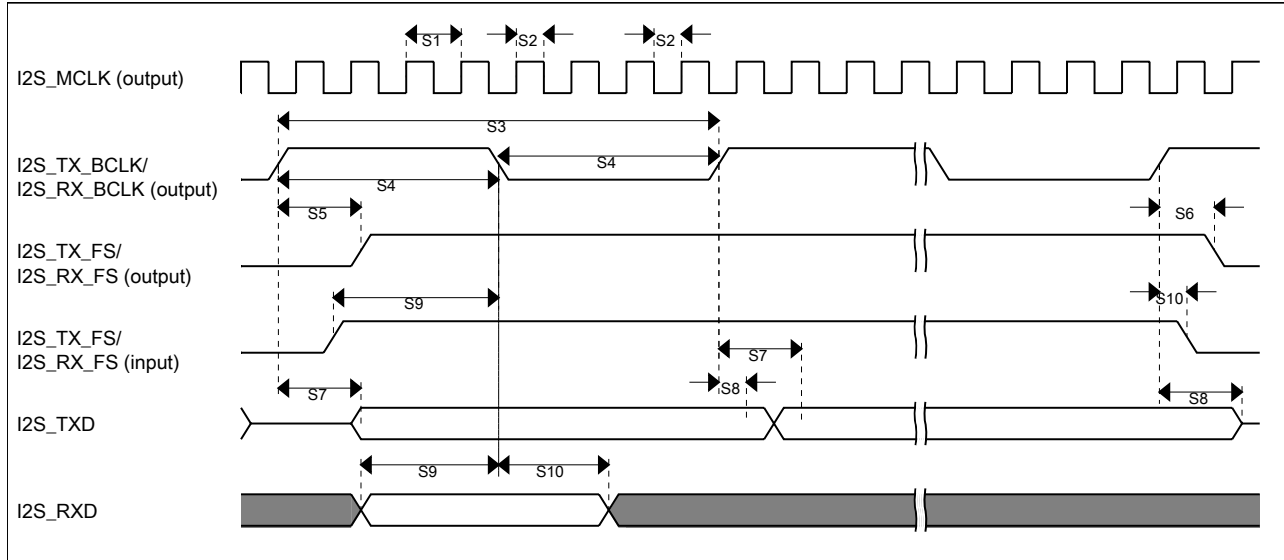 S1
S2
S2
I2S_MCLK (output)
S3
I2S_TX_BCLK/
I2S_RX_BCLK (output)
S4
S4
S5
S6
I2S_TX_FS/
I2S_RX_FS (output)
S9
S10
I2S_TX_FS/
I2S_RX_FS (input)
S7
S7
S8
S8
I2S_TXD
S9
S10
I2S_RXD